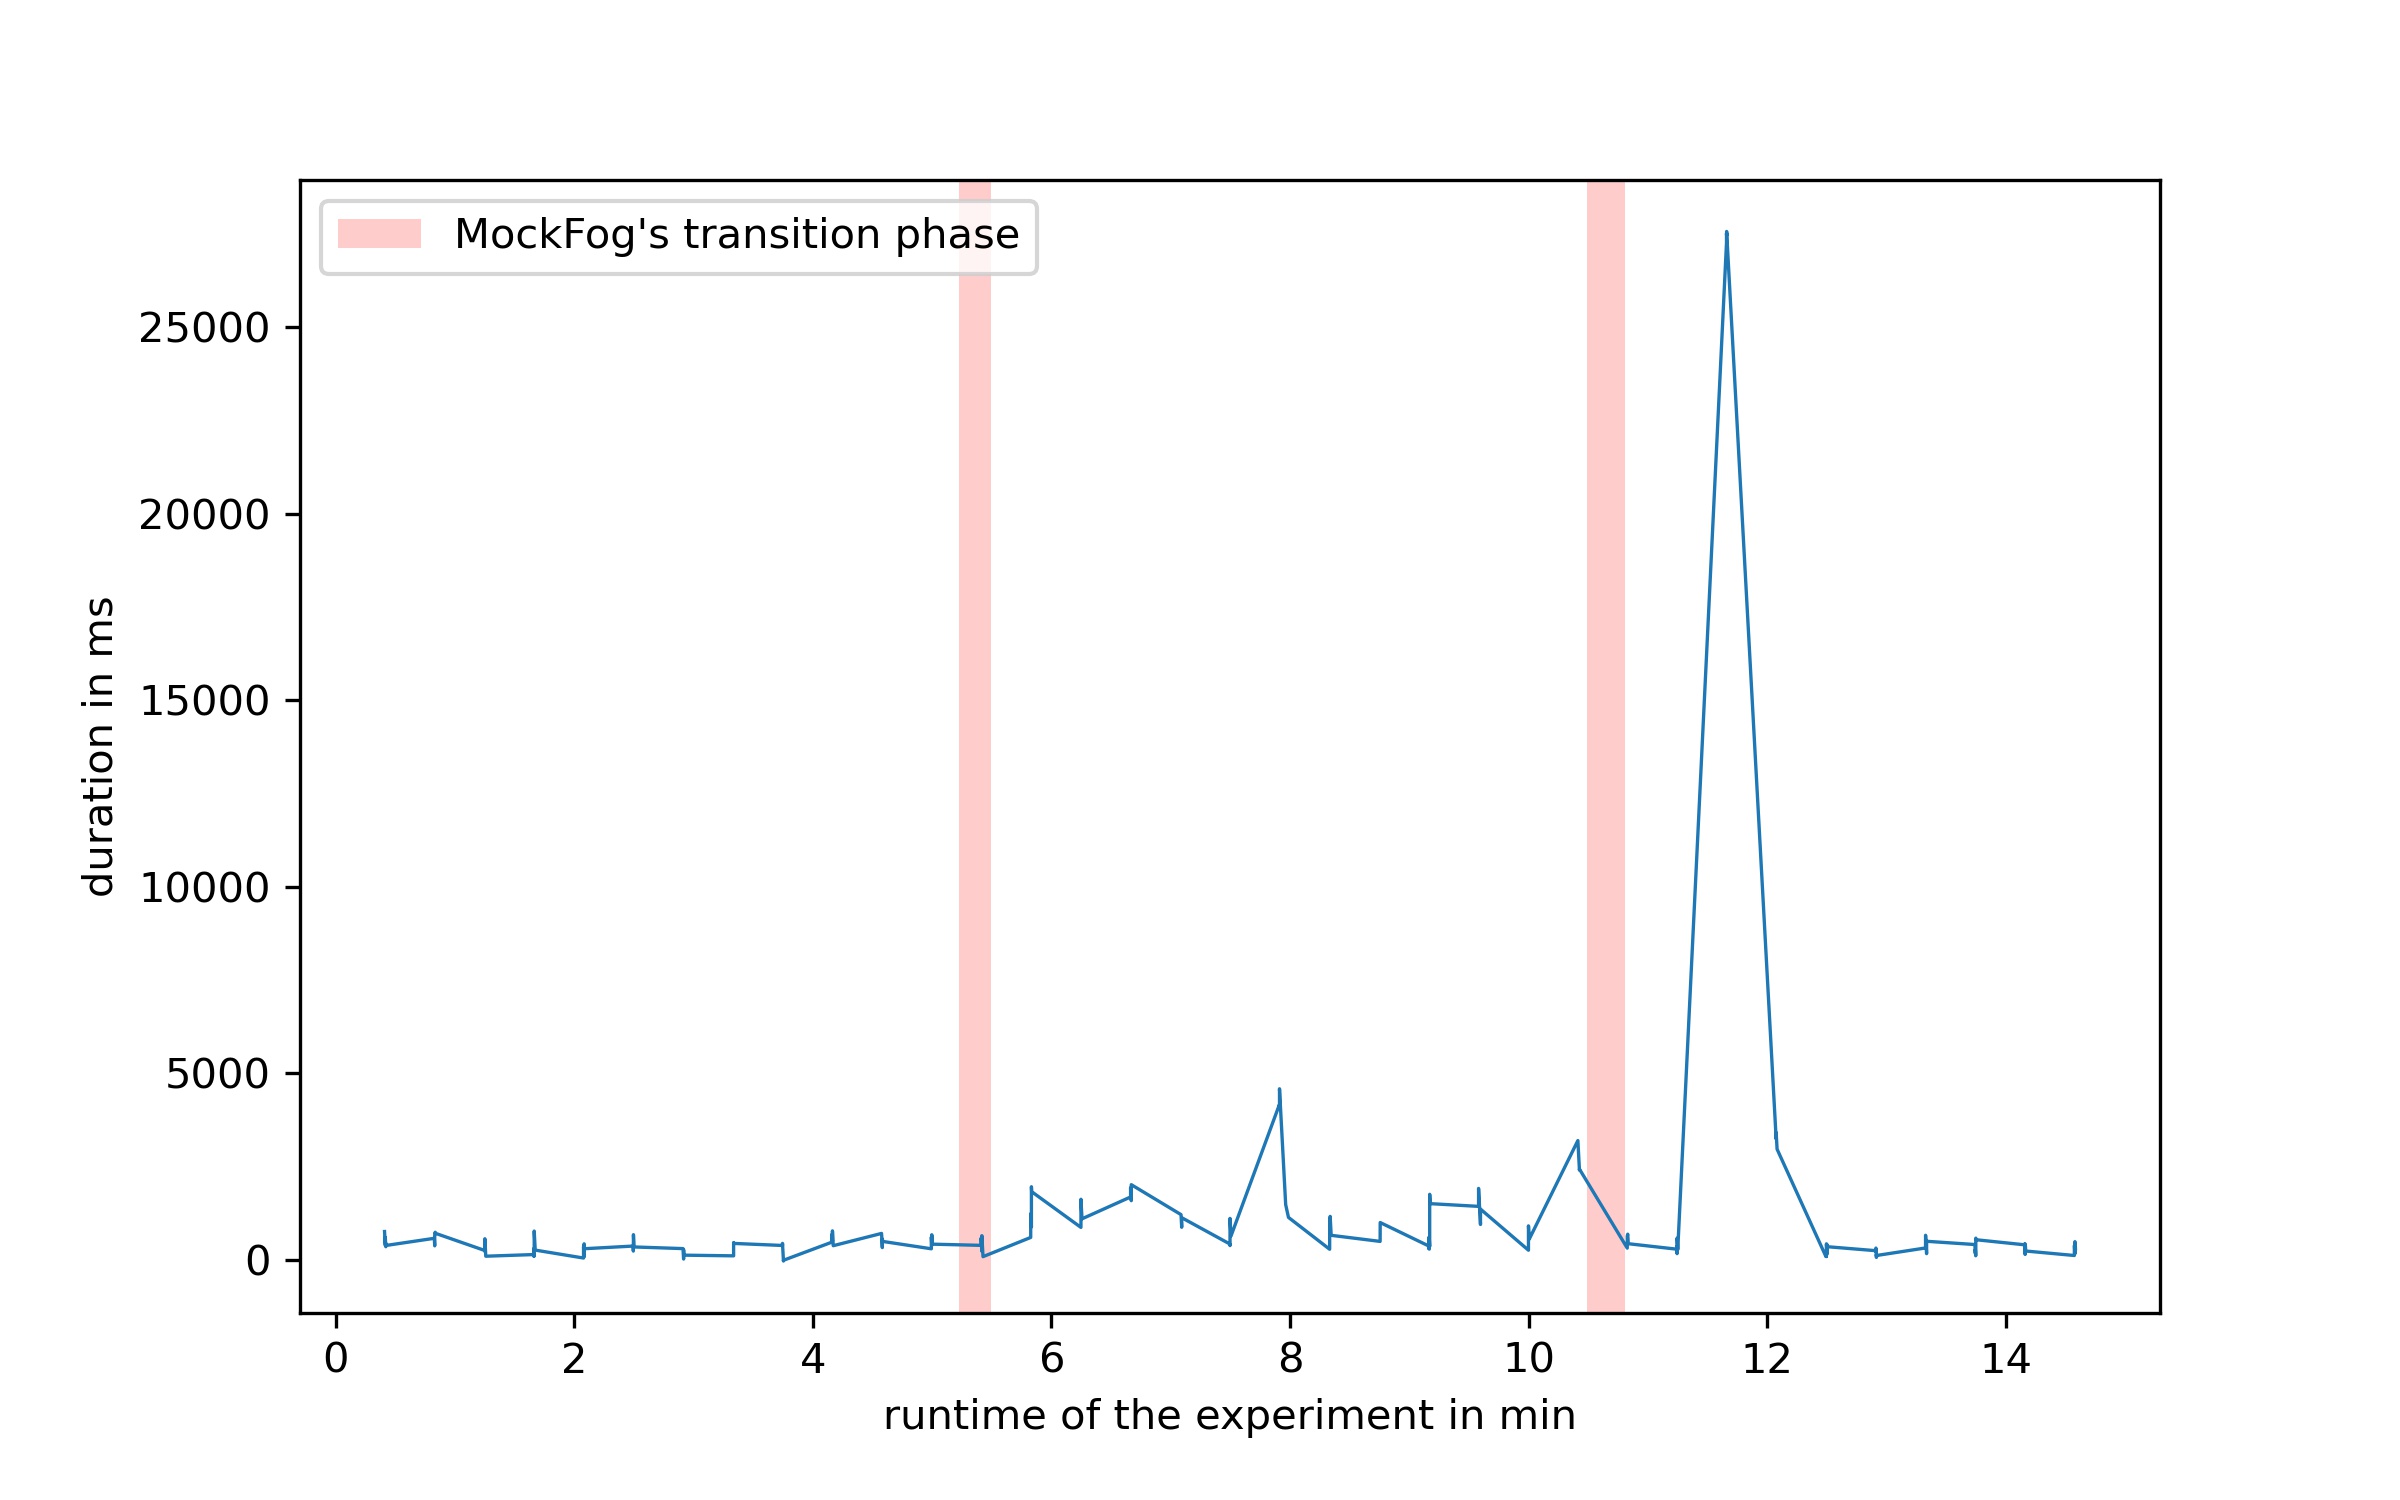 MockFog's transition phase
25000
20000
15000
10000
5000
0
duration in ms
0 2 4 6 8 10 12 14
runtime of the experiment in min